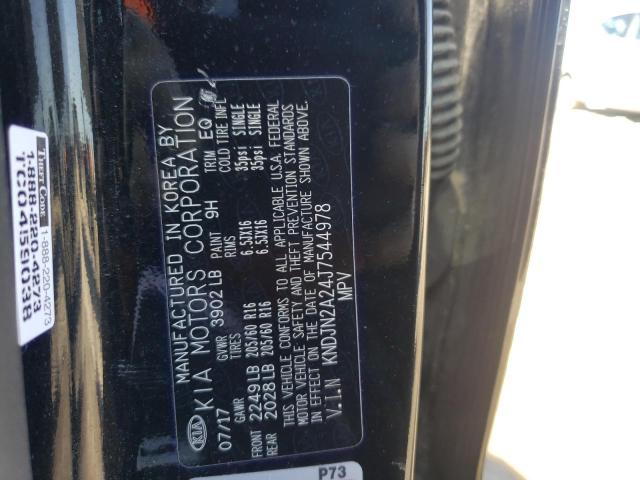 KIA
MANUFACTURED IN KOREA BY
KIA MOTORS CORPORATION
07/17 GVWR 3902 LB PAINT 9H TRIM EQ
GAWR TIRES RIMS COLD TIRE INFL
FRONT 2249 LB 205/60 R16 6.5JX16 35psi SINGLE
REAR 2028 LB 205/60 R16 6.5JX16 35psi SINGLE
THIS VEHICLE CONFORMS TO ALL APPLICABLE U.S.A. FEDERAL
MOTOR VEHICLE SAFETY AND THEFT PREVENTION STANDARDS
IN EFFECT ON THE DATE OF MANUFACTURE SHOWN ABOVE.
V.I.N KNDJN2A24J7544978
MPV
1-888-220-4273
1-888-220-4273
TC04S9038
P73